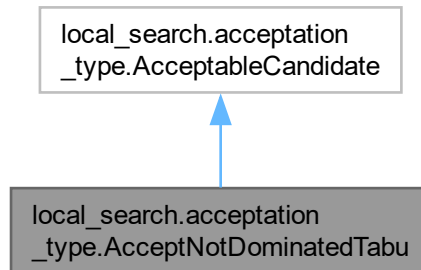 local_search.acceptation
_type.AcceptableCandidate
local_search.acceptation
_type.AcceptNotDominatedTabu